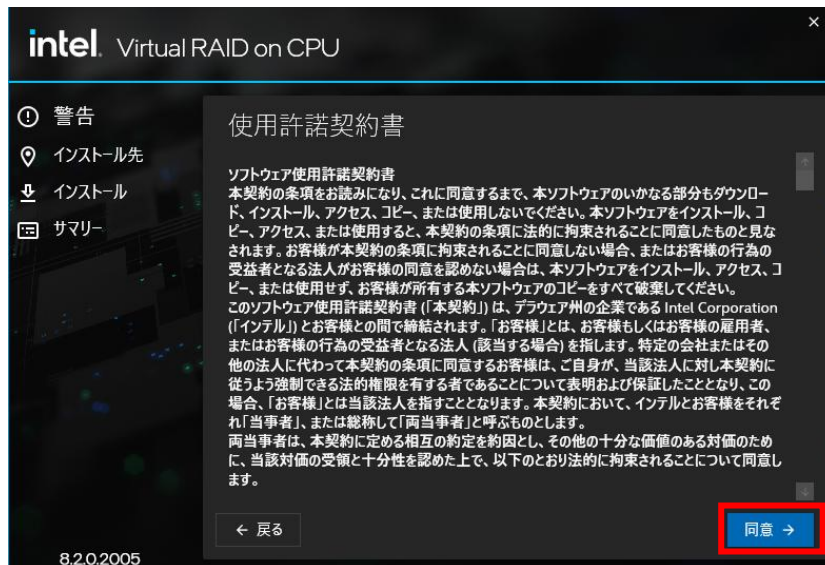 intel. Virtual RAID on CPU
警告
インストール先
インストール
サマリー
使用許諾契約書
ソフトウェア使用許諾契約書
本契約の条項をお読みになり、これに同意するまで、本ソフトウェアのいかなる部分もダウンロー
ド、インストール、アクセス、コピー、または使用しないでください。本ソフトウェアをインストール、コ
ピー、アクセス、または使用すると、本契約の条項に法的に拘束されることに同意したものと見な
されます。お客様が本契約の条項に拘束されることに同意しない場合、またはお客様の行為の
受益者となる法人がお客様の同意を認めない場合は、本ソフトウェアをインストール、アクセス、コ
ピー、または使用せず、お客様が所有する本ソフトウェアのコピーをすべて破棄してください。
このソフトウェア使用許諾契約書 (「本契約」) は、デラウェア州の企業である Intel Corporation
(「インテル」) とお客様との間で締結されます。「お客様」とは、お客様もしくはお客様の雇用者、
またはお客様の行為の受益者となる法人 (該当する場合) を指します。特定の会社またはその
他の法人に代わって本契約の条項に同意するお客様は、ご自身が、当該法人に対し本契約に
従うよう強制できる法的権限を有する者であることについて表明および保証したこととなり、この
場合、「お客様」とは当該法人を指すこととなります。本契約において、インテルとお客様をそれぞ
れ「当事者」、または総称して「両当事者」と呼ぶものとします。
両当事者は、本契約に定める相互の約定を約因とし、その他の十分な価値のある対価のため
に、当該対価の受領と十分性を認めた上で、以下のとおり法的に拘束されることについて同意し
ます。
← 戻る
同意 →
8.2.0.2005